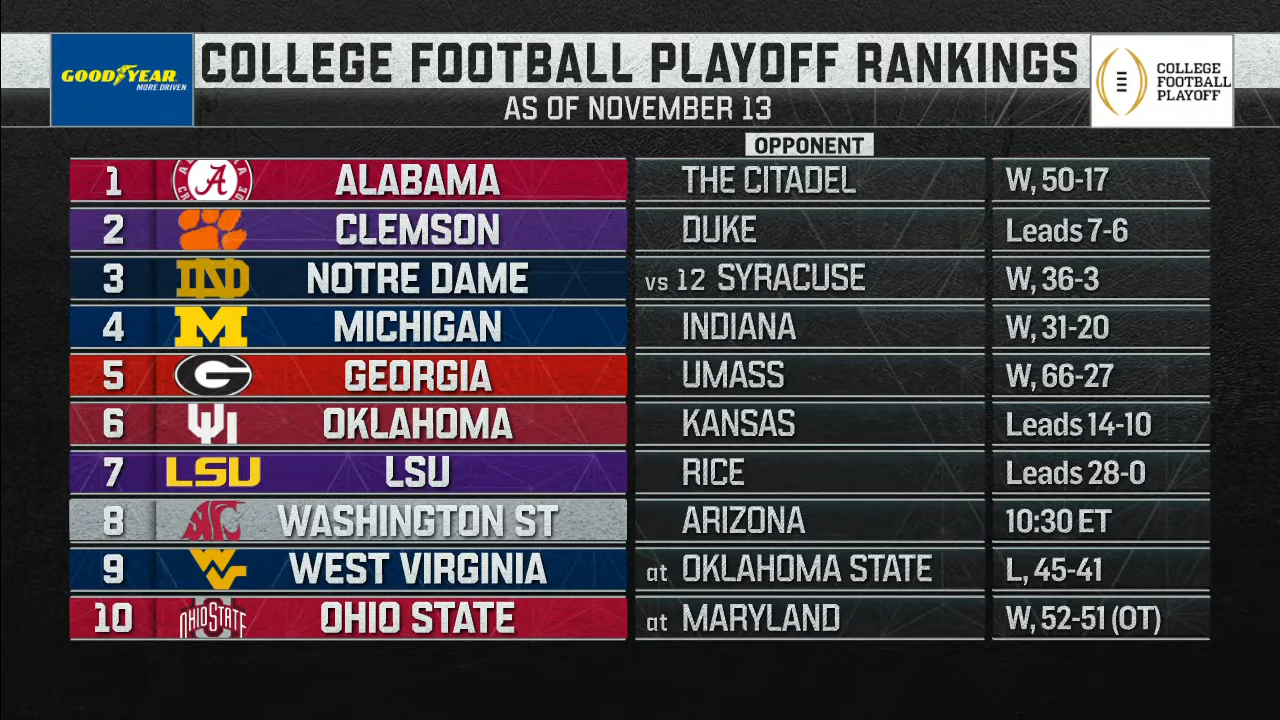 GOODYEAR
MORE DRIVEN.
COLLEGE FOOTBALL PLAYOFF RANKINGS
COLLEGE
FOOTBALL
PLAYOFF
AS OF NOVEMBER 13
OPPONENT
1 A ALABAMA THE CITADEL W, 50-17
2 CLEMSON DUKE Leads 7-6
3 ND NOTRE DAME vs 12 SYRACUSE W, 36-3
4 M MICHIGAN INDIANA W, 31-20
5 G GEORGIA UMASS W, 66-27
6 OU OKLAHOMA KANSAS Leads 14-10
7 LSU LSU RICE Leads 28-0
8 WASHINGTON ST ARIZONA 10:30 ET
9 WV WEST VIRGINIA at OKLAHOMA STATE L, 45-41
10 OHIO STATE OHIO STATE at MARYLAND W, 52-51 (OT)